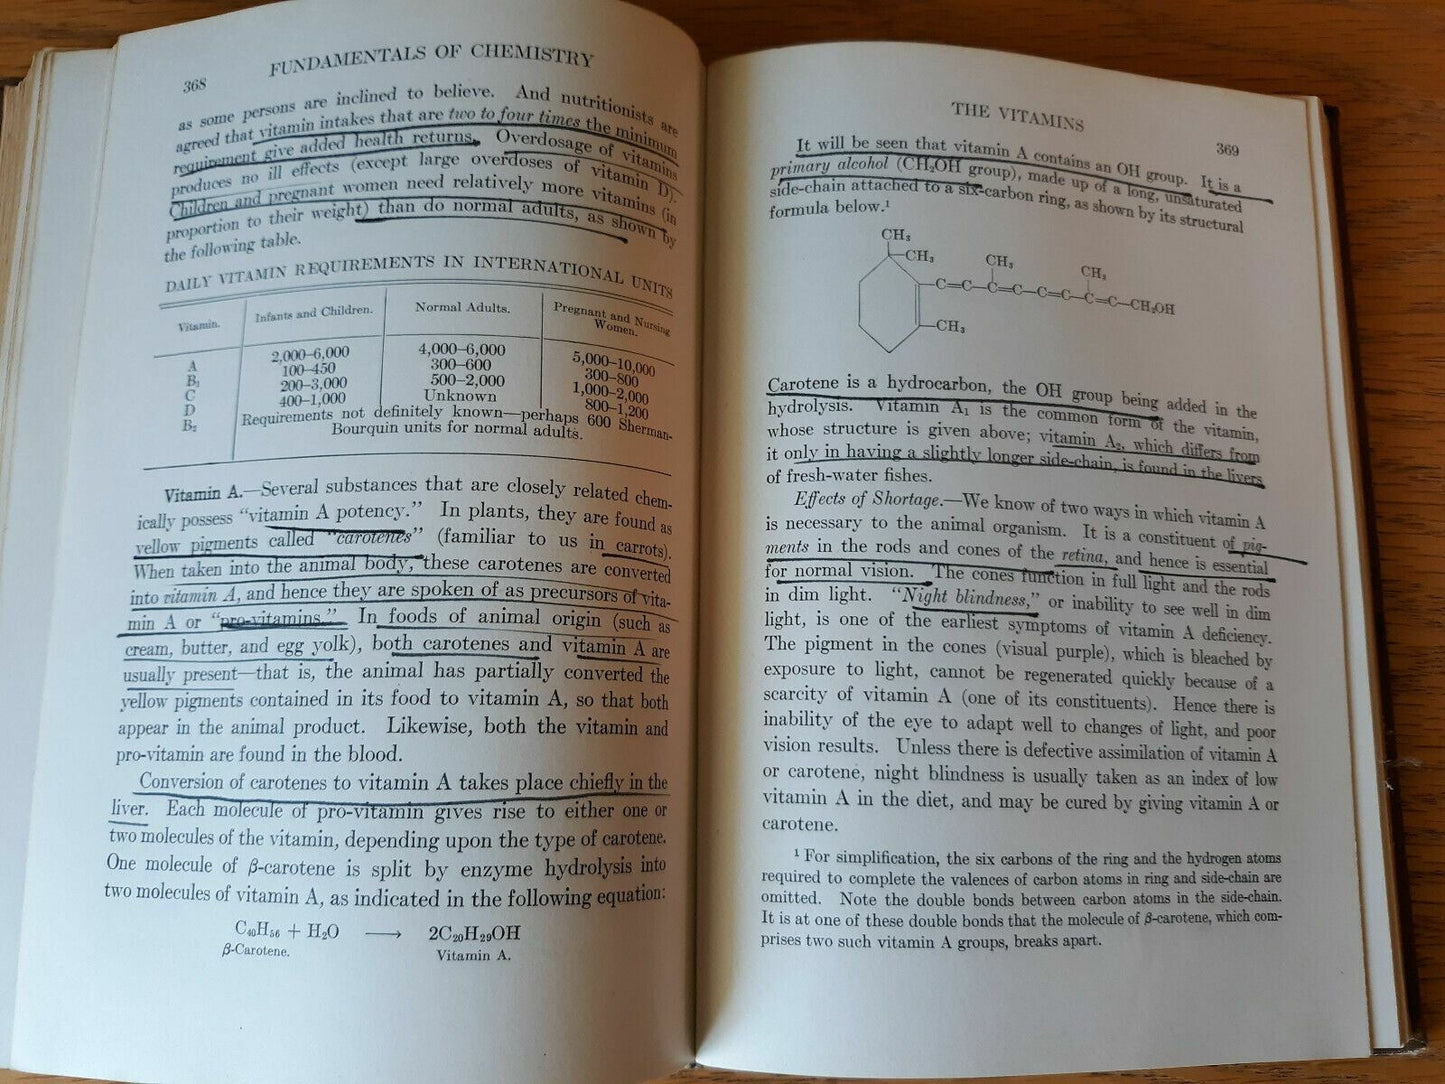 368
FUNDAMENTALS OF CHEMISTRY
as some persons are inclined to believe. And nutritionists are
agreed that vitamin intakes that are two to four times the minimum
requirement give added health returns. Overdosage of vitamins
produces no ill effects (except large overdoses of vitamin D).
Children and pregnant women need relatively more vitamins (in
proportion to their weight) than do normal adults, as shown by
the following table.
DAILY VITAMIN REQUIREMENTS IN INTERNATIONAL UNITS
Vitamin. Infants and Children. Normal Adults. Pregnant and Nursing
Women.
A 2,000–6,000 4,000–6,000 5,000–10,000
B₁ 100–450 300–600 300–800
C 200–3,000 500–2,000 1,000–2,000
D 400–1,000 Unknown 800–1,200
B₂ Requirements not definitely known—perhaps 600 Sherman-
Bourquin units for normal adults.
Vitamin A.—Several substances that are closely related chem-
ically possess “vitamin A potency.” In plants, they are found as
yellow pigments called “carotenes” (familiar to us in carrots).
When taken into the animal body, these carotenes are converted
into vitamin A, and hence they are spoken of as precursors of vita-
min A or “pro-vitamins.” In foods of animal origin (such as
cream, butter, and egg yolk), both carotenes and vitamin A are
usually present—that is, the animal has partially converted the
yellow pigments contained in its food to vitamin A, so that both
appear in the animal product. Likewise, both the vitamin and
pro-vitamin are found in the blood.
Conversion of carotenes to vitamin A takes place chiefly in the
liver. Each molecule of pro-vitamin gives rise to either one or
two molecules of the vitamin, depending upon the type of carotene.
One molecule of β-carotene is split by enzyme hydrolysis into
two molecules of vitamin A, as indicated in the following equation:
C₄₀H₅₆ + H₂O ⟶ 2C₂₀H₂₉OH
β-Carotene. Vitamin A.
THE VITAMINS
369
It will be seen that vitamin A contains an OH group. It is a
primary alcohol (CH₂OH group), made up of a long, unsaturated
side-chain attached to a six-carbon ring, as shown by its structural
formula below.¹
CH₃
CH₃ CH₃ CH₃
—C=C—C=C—C=C—C=C—CH₂OH
—CH₃
Carotene is a hydrocarbon, the OH group being added in the
hydrolysis. Vitamin A₁ is the common form of the vitamin,
whose structure is given above; vitamin A₂, which differs from
it only in having a slightly longer side-chain, is found in the livers
of fresh-water fishes.
Effects of Shortage.—We know of two ways in which vitamin A
is necessary to the animal organism. It is a constituent of pig-
ments in the rods and cones of the retina, and hence is essential
for normal vision. The cones function in full light and the rods
in dim light. “Night blindness,” or inability to see well in dim
light, is one of the earliest symptoms of vitamin A deficiency.
The pigment in the cones (visual purple), which is bleached by
exposure to light, cannot be regenerated quickly because of a
scarcity of vitamin A (one of its constituents). Hence there is
inability of the eye to adapt well to changes of light, and poor
vision results. Unless there is defective assimilation of vitamin A
or carotene, night blindness is usually taken as an index of low
vitamin A in the diet, and may be cured by giving vitamin A or
carotene.
¹ For simplification, the six carbons of the ring and the hydrogen atoms
required to complete the valences of carbon atoms in ring and side-chain are
omitted. Note the double bonds between carbon atoms in the side-chain.
It is at one of these double bonds that the molecule of β-carotene, which com-
prises two such vitamin A groups, breaks apart.